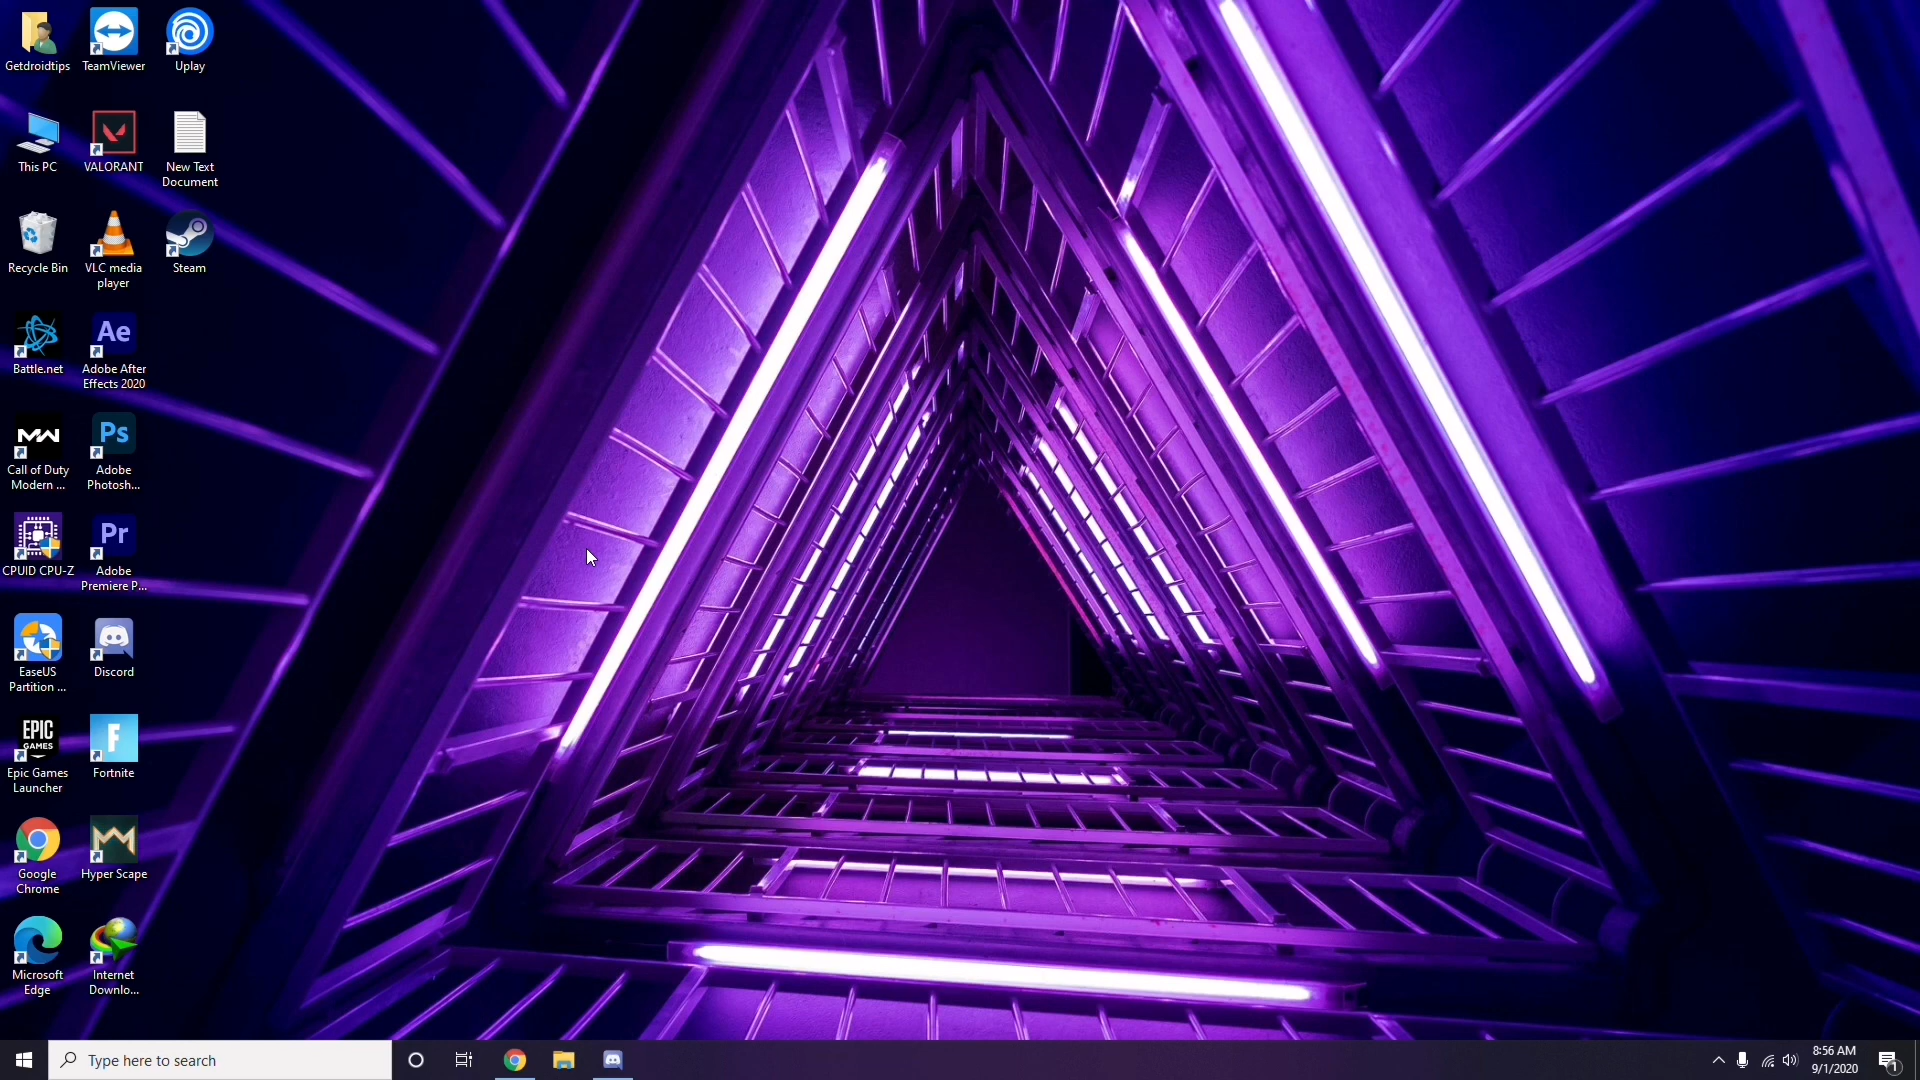 Getdroidtips
TeamViewer
Uplay
This PC
VALORANT
New Text
Document
Recycle Bin
VLC media
player
Steam
Battle.net
Ae
Adobe After
Effects 2020
MW
Call of Duty
Modern ...
Ps
Adobe
Photosh...
CPUID CPU-Z
Pr
Adobe
Premiere P...
EaseUS
Partition ...
Discord
EPIC
GAMES
Epic Games
Launcher
F
Fortnite
Google
Chrome
Hyper Scape
Microsoft
Edge
Internet
Downlo...
Type here to search
8:56 AM
9/1/2020
1